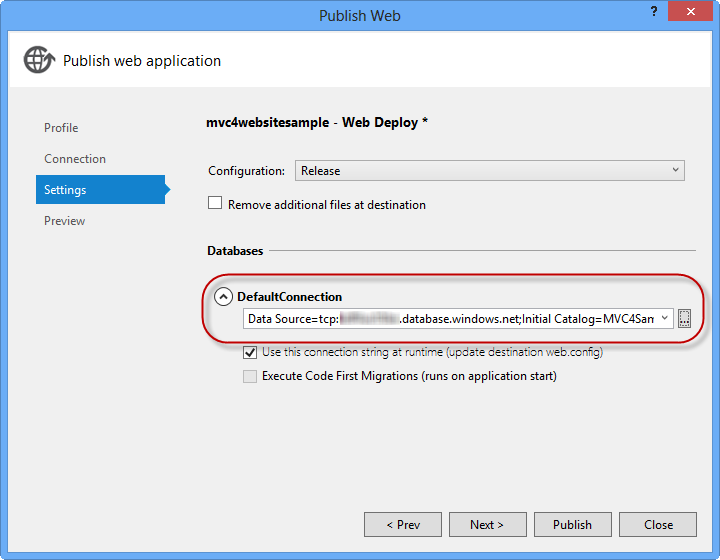 Publish Web
?
Publish web application
Profile
Connection
Settings
Preview
mvc4websitesample - Web Deploy *
Configuration: Release
Remove additional files at destination
Databases
DefaultConnection
Data Source=tcp: .database.windows.net;Initial Catalog=MVC4San
...
Use this connection string at runtime (update destination web.config)
Execute Code First Migrations (runs on application start)
< Prev
Next >
Publish
Close